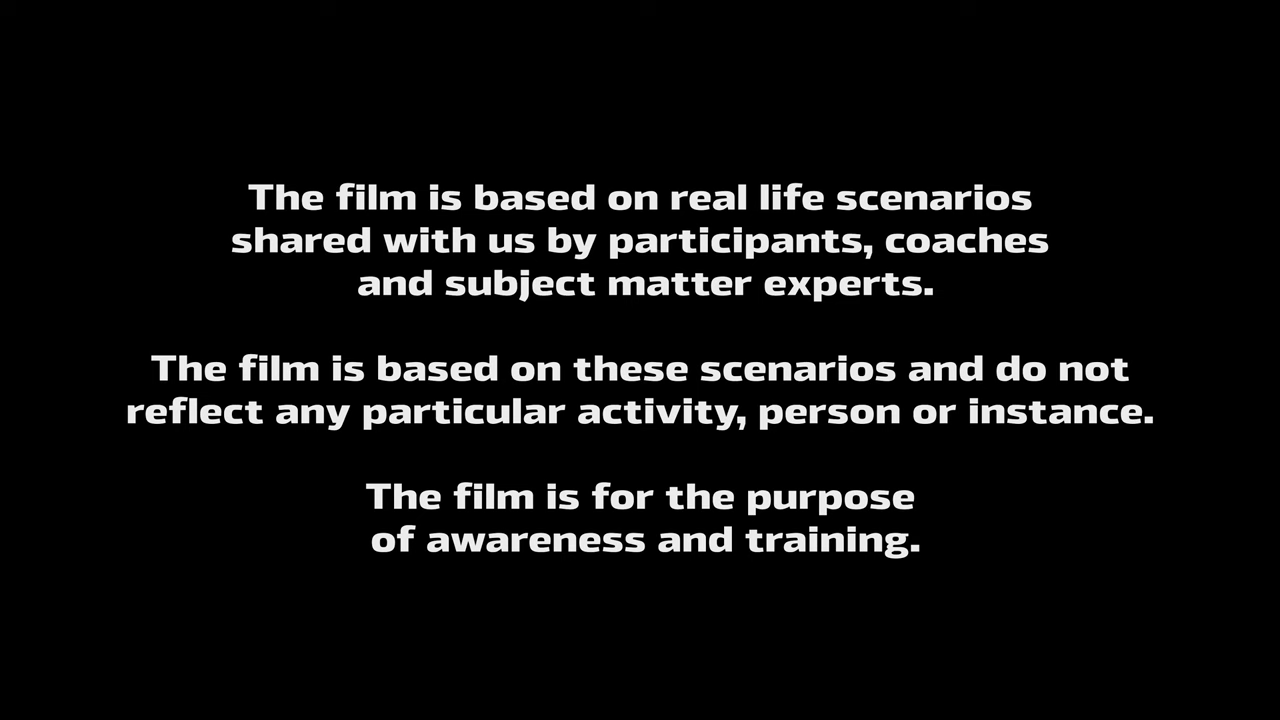 The film is based on real life scenarios
shared with us by participants, coaches
and subject matter experts.
The film is based on these scenarios and do not
reflect any particular activity, person or instance.
The film is for the purpose
of awareness and training.